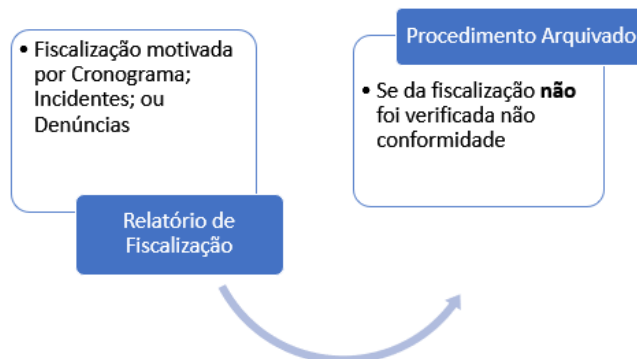 • Fiscalização motivada
por Cronograma;
Incidentes; ou
Denúncias
Relatório de
Fiscalização
Procedimento Arquivado
• Se da fiscalização não
foi verificada não
conformidade